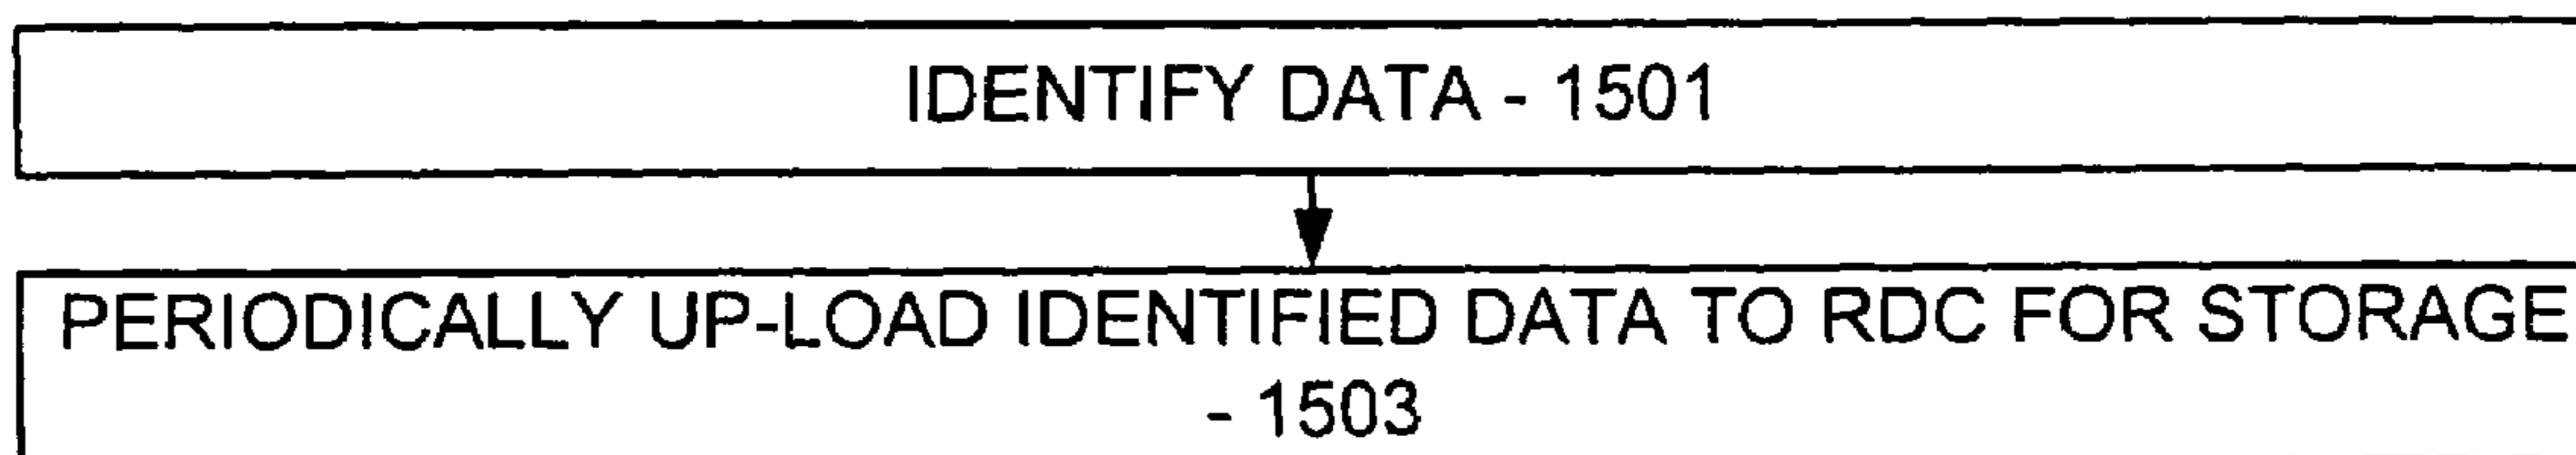 IDENTIFY DATA - 1501
PERIODICALLY UP-LOAD IDENTIFIED DATA TO RDC FOR STORAGE
- 1503